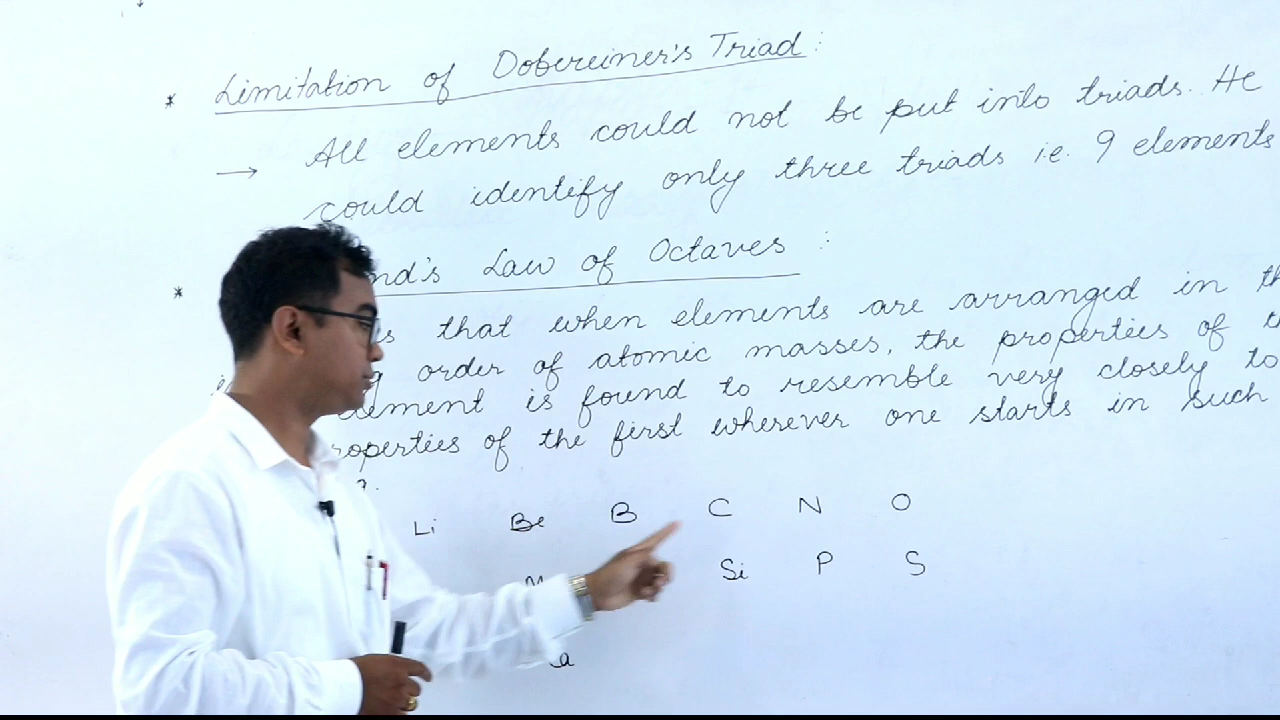 * Limitation of Dobereiner's Triad :
→ All elements could not be put into triads. He
could identify only three triads i.e. 9 elements
* nd's Law of Octaves :
that when elements are arranged in
order of atomic masses, the properties of
element is found to resemble very closely to
roperties of the first wherever one starts in such
Li Be B C N O
Si P S
a